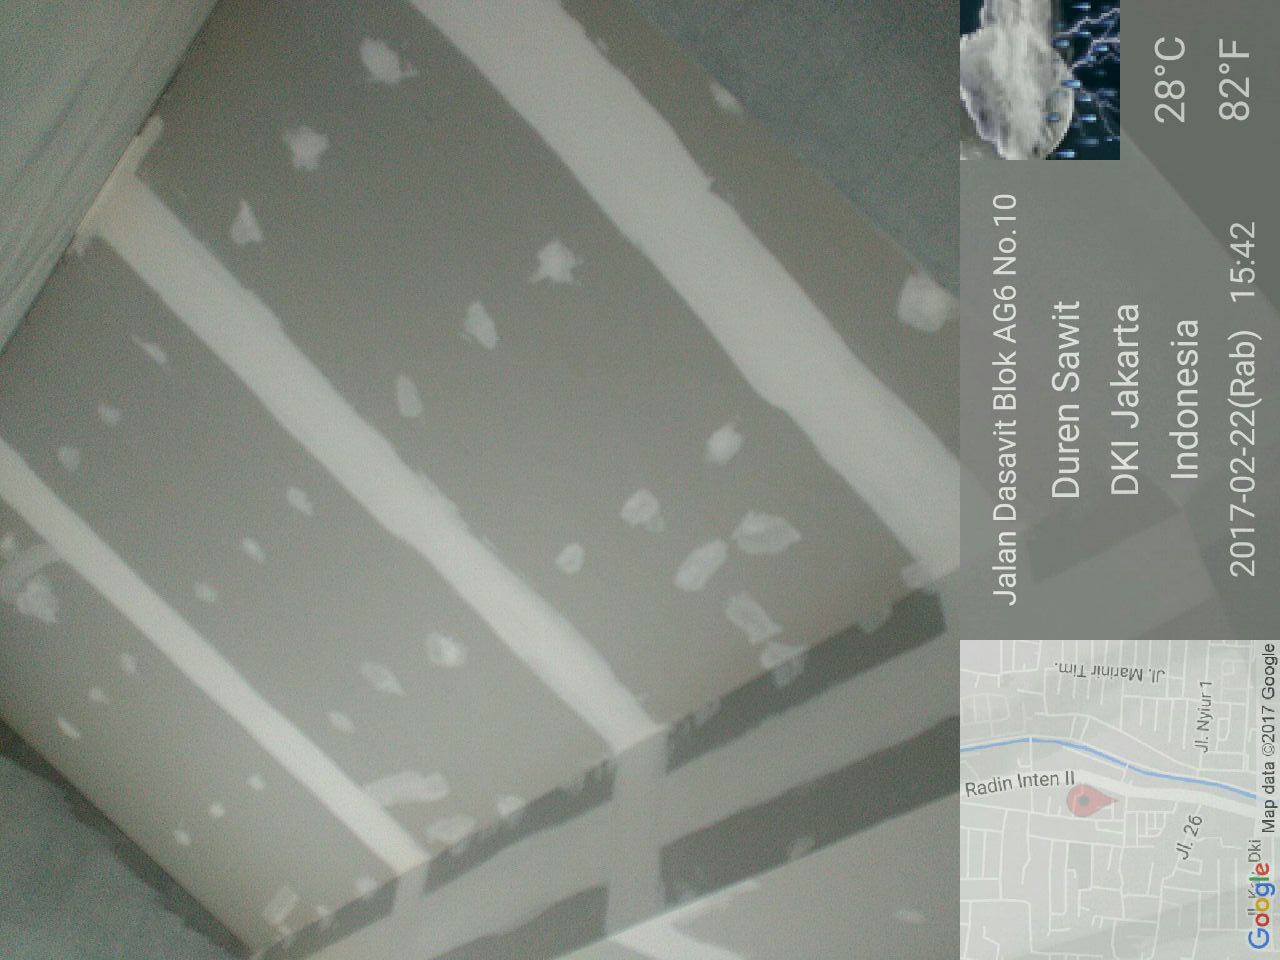 28°C
82°F
Jalan Dasavit Blok AG6 No.10
Duren Sawit
DKI Jakarta
Indonesia
2017-02-22(Rab) 15:42
Jl. Marinir Tim.
Jl. Nyiur 1
Radin Inten II
Jl. 26
Dki
Google
Map data ©2017 Google